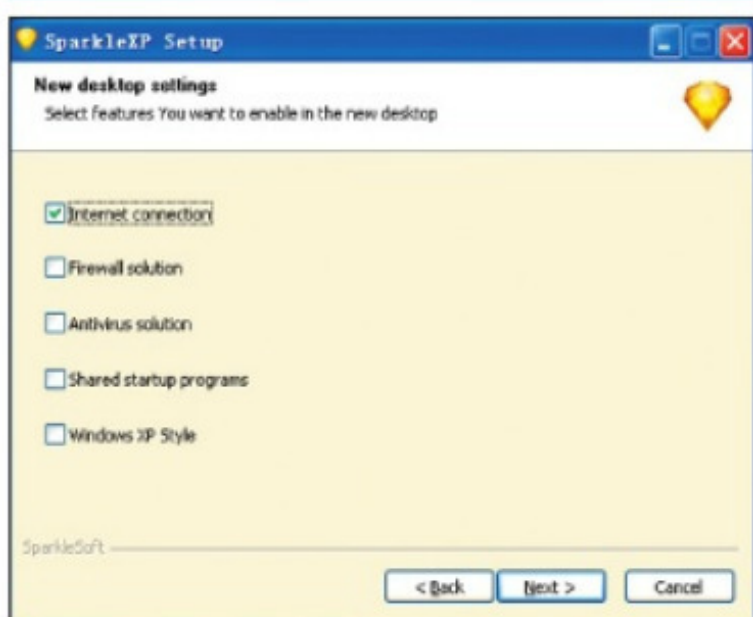 SparkleXP Setup
New desktop settings
Select features You want to enable in the new desktop
Internet connection
Firewall solution
Antivirus solution
Shared startup programs
Windows XP Style
SparkleSoft
< Back Next > Cancel